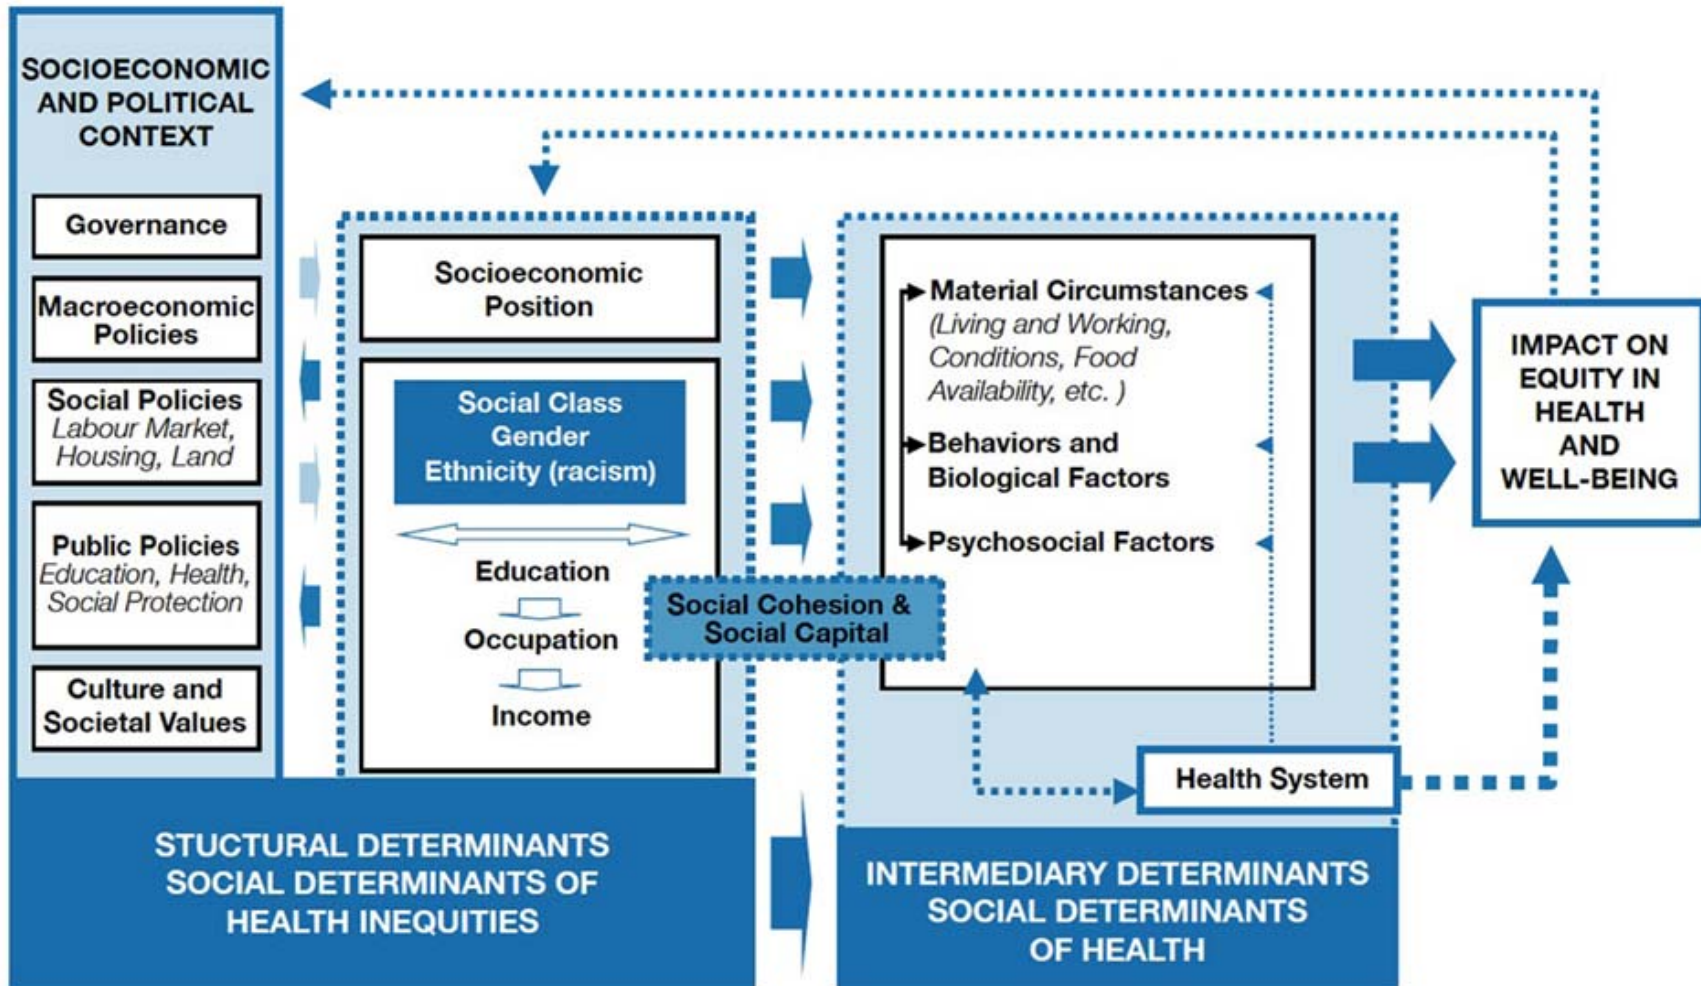 SOCIOECONOMIC
AND POLITICAL
CONTEXT
Governance
Macroeconomic
Policies
Social Policies
Labour Market,
Housing, Land
Public Policies
Education, Health,
Social Protection
Culture and
Societal Values
Socioeconomic
Position
Social Class
Gender
Ethnicity (racism)
Education
Occupation
Income
Social Cohesion &
Social Capital
Material Circumstances
(Living and Working,
Conditions, Food
Availability, etc. )
Behaviors and
Biological Factors
Psychosocial Factors
Health System
IMPACT ON
EQUITY IN
HEALTH
AND
WELL-BEING
STUCTURAL DETERMINANTS
SOCIAL DETERMINANTS OF
HEALTH INEQUITIES
INTERMEDIARY DETERMINANTS
SOCIAL DETERMINANTS
OF HEALTH